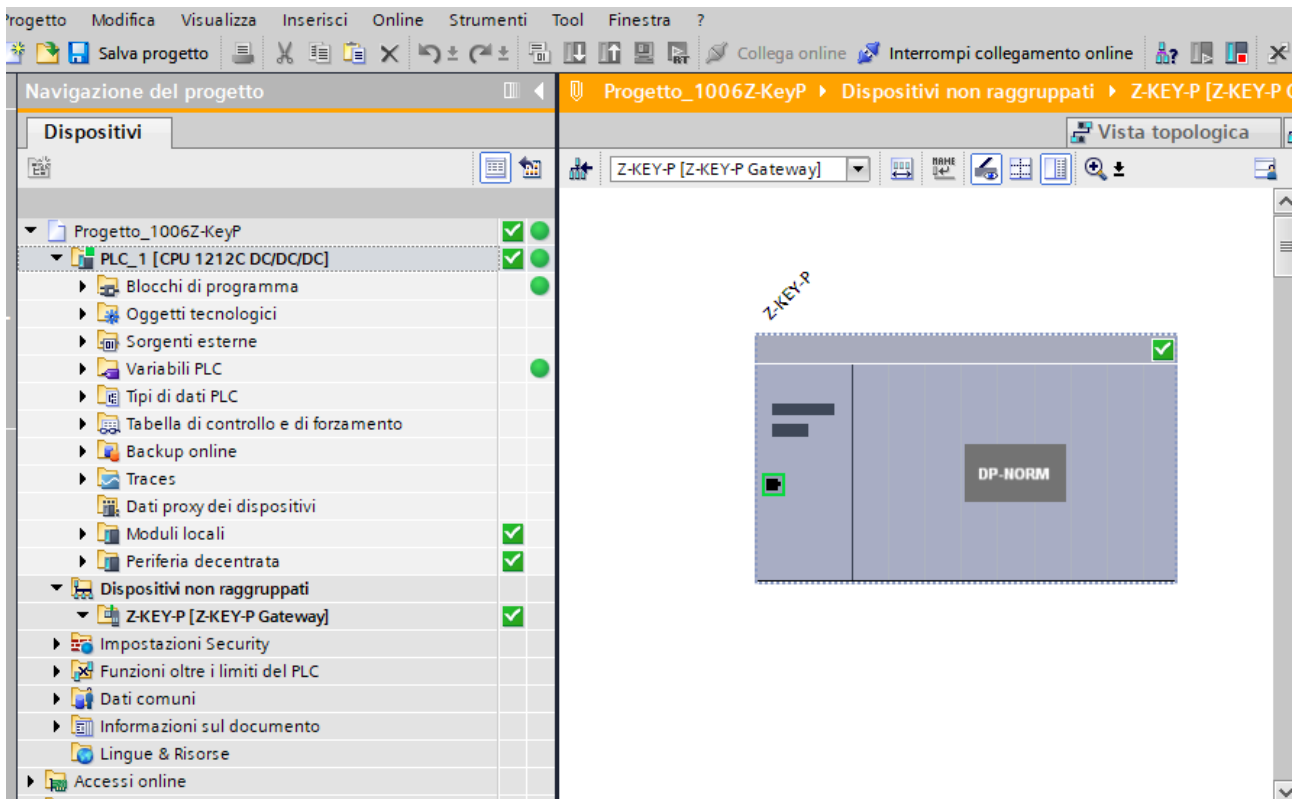 Progetto Modifica Visualizza Inserisci Online Strumenti Tool Finestra ?
Salva progetto Collega online Interrompi collegamento online
Navigazione del progetto
Progetto_1006Z-KeyP Dispositivi non raggruppati Z-KEY-P [Z-KEY-P
Dispositivi
Vista topologica
Z-KEY-P [Z-KEY-P Gateway]
Progetto_1006Z-KeyP
PLC_1 [CPU 1212C DC/DC/DC]
Blocchi di programma
Oggetti tecnologici
Sorgenti esterne
Variabili PLC
Tipi di dati PLC
Tabella di controllo e di forzamento
Backup online
Traces
Dati proxy dei dispositivi
Moduli locali
Periferia decentrata
Dispositivi non raggruppati
Z-KEY-P [Z-KEY-P Gateway]
Impostazioni Security
Funzioni oltre i limiti del PLC
Dati comuni
Informazioni sul documento
Lingue & Risorse
Accessi online
Z-KEY-P
DP-NORM